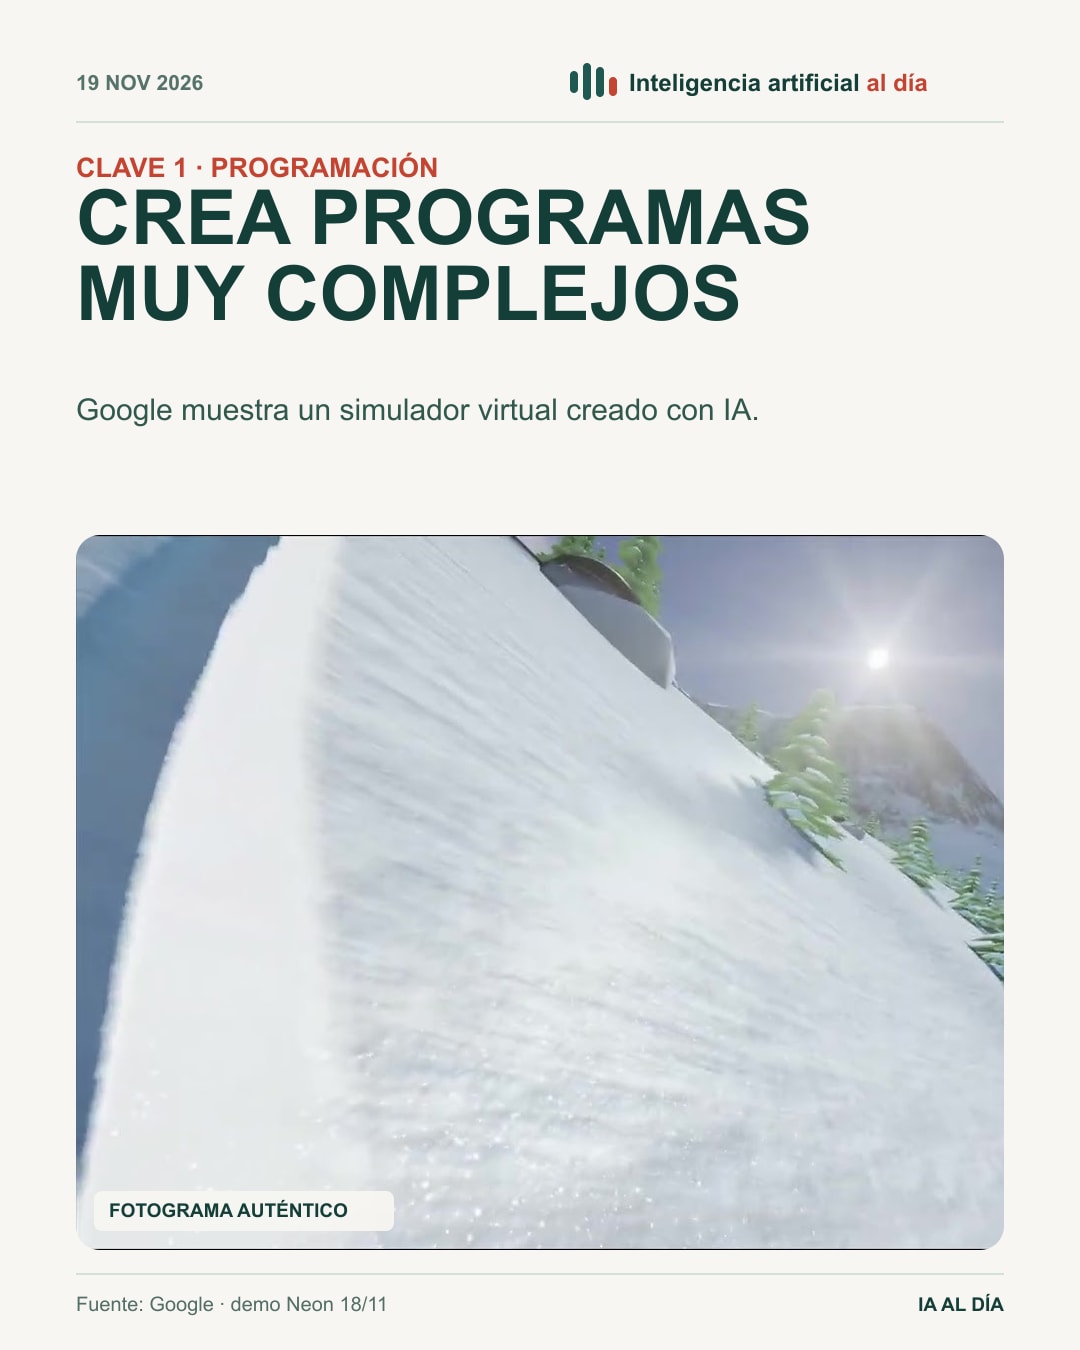 19 NOV 2026
Inteligencia artificial al día
CLAVE 1 · PROGRAMACIÓN
CREA PROGRAMAS
MUY COMPLEJOS
Google muestra un simulador virtual creado con IA.
FOTOGRAMA AUTÉNTICO
Fuente: Google · demo Neon 18/11
IA AL DÍA